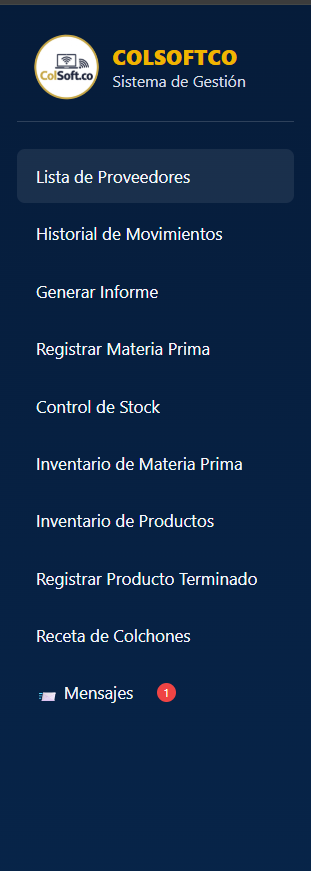 ColSoft.co
COLSOFTCO
Sistema de Gestión
Lista de Proveedores
Historial de Movimientos
Generar Informe
Registrar Materia Prima
Control de Stock
Inventario de Materia Prima
Inventario de Productos
Registrar Producto Terminado
Receta de Colchones
Mensajes 1